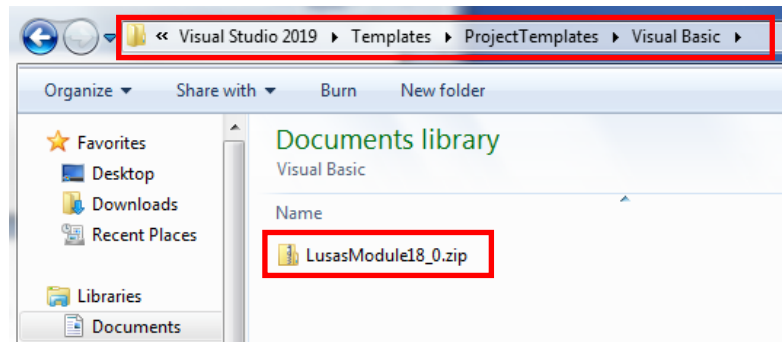 « Visual Studio 2019 ▸ Templates ▸ ProjectTemplates ▸ Visual Basic ▸
Organize ▾ Share with ▾ Burn New folder
Favorites
Desktop
Downloads
Recent Places
Libraries
Documents
Documents library
Visual Basic
Name
LusasModule18_0.zip